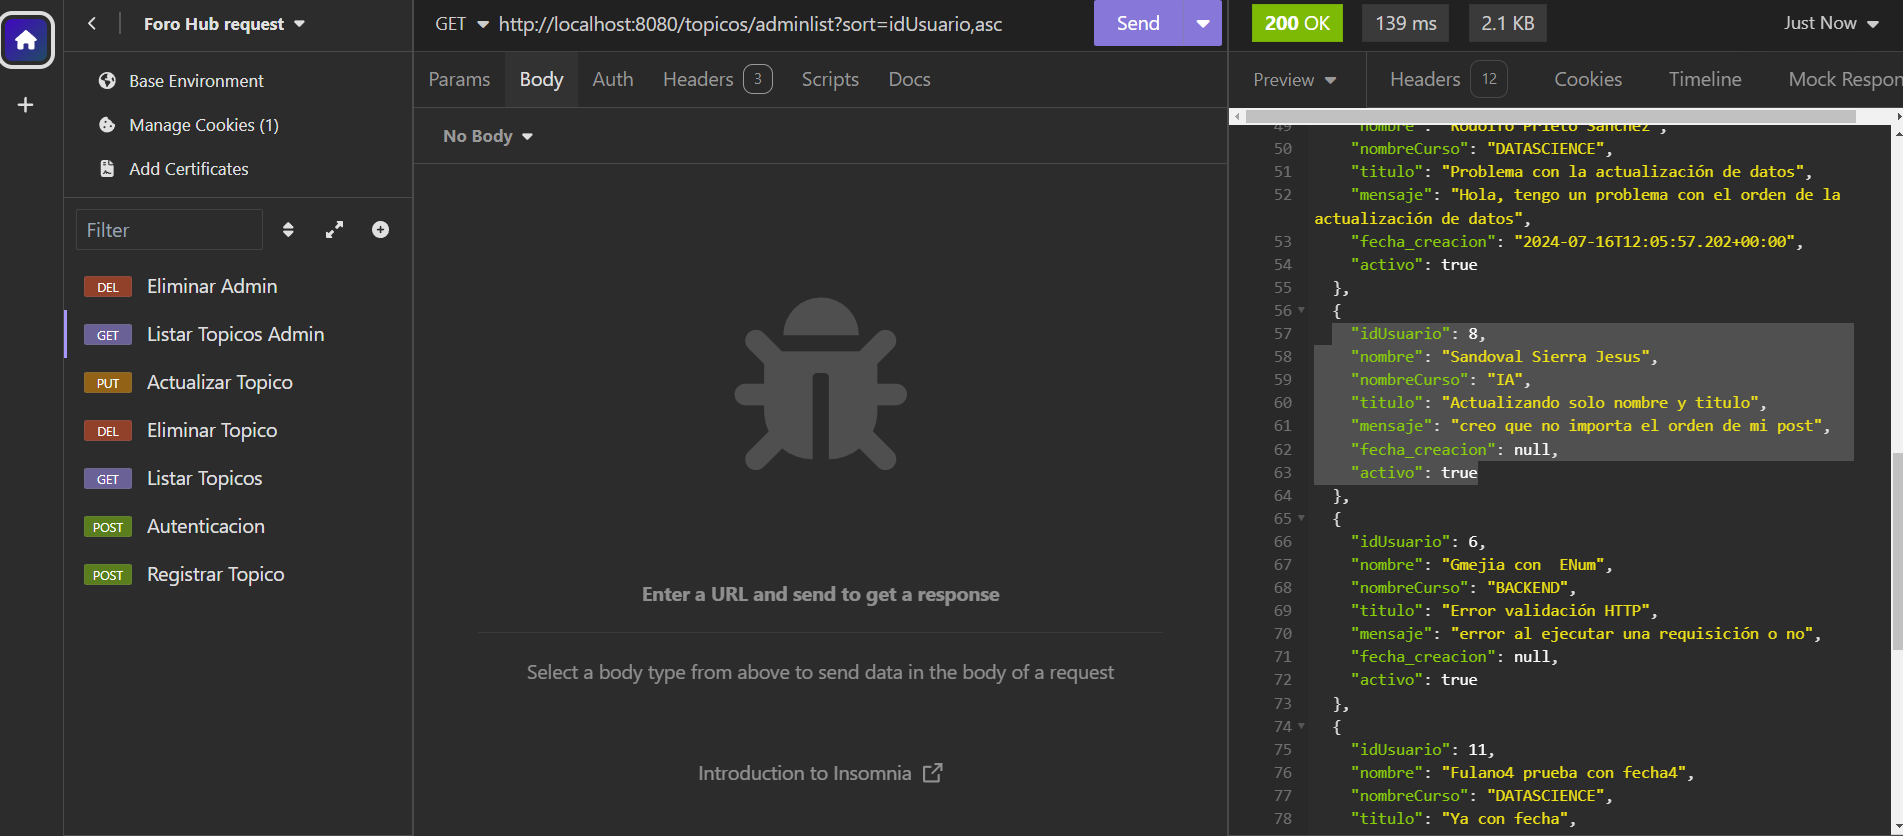 Foro Hub request
Base Environment
Manage Cookies (1)
Add Certificates
Filter
DEL Eliminar Admin
GET Listar Topicos Admin
PUT Actualizar Topico
DEL Eliminar Topico
GET Listar Topicos
POST Autenticacion
POST Registrar Topico
GET http://localhost:8080/topicos/adminlist?sort=idUsuario,asc Send
Params Body Auth Headers 3 Scripts Docs
No Body
Enter a URL and send to get a response
Select a body type from above to send data in the body of a request
Introduction to Insomnia
200 OK 139 ms 2.1 KB Just Now
Preview Headers 12 Cookies Timeline Mock Respon
49 "nombre": "Rodolfo Prieto Sanchez",
50 "nombreCurso": "DATASCIENCE",
51 "titulo": "Problema con la actualización de datos",
52 "mensaje": "Hola, tengo un problema con el orden de la
actualización de datos",
53 "fecha_creacion": "2024-07-16T12:05:57.202+00:00",
54 "activo": true
55 },
56 {
57 "idUsuario": 8,
58 "nombre": "Sandoval Sierra Jesus",
59 "nombreCurso": "IA",
60 "titulo": "Actualizando solo nombre y titulo",
61 "mensaje": "creo que no importa el orden de mi post",
62 "fecha_creacion": null,
63 "activo": true
64 },
65 {
66 "idUsuario": 6,
67 "nombre": "Gmejia con  ENum",
68 "nombreCurso": "BACKEND",
69 "titulo": "Error validación HTTP",
70 "mensaje": "error al ejecutar una requisición o no",
71 "fecha_creacion": null,
72 "activo": true
73 },
74 {
75 "idUsuario": 11,
76 "nombre": "Fulano4 prueba con fecha4",
77 "nombreCurso": "DATASCIENCE",
78 "titulo": "Ya con fecha",